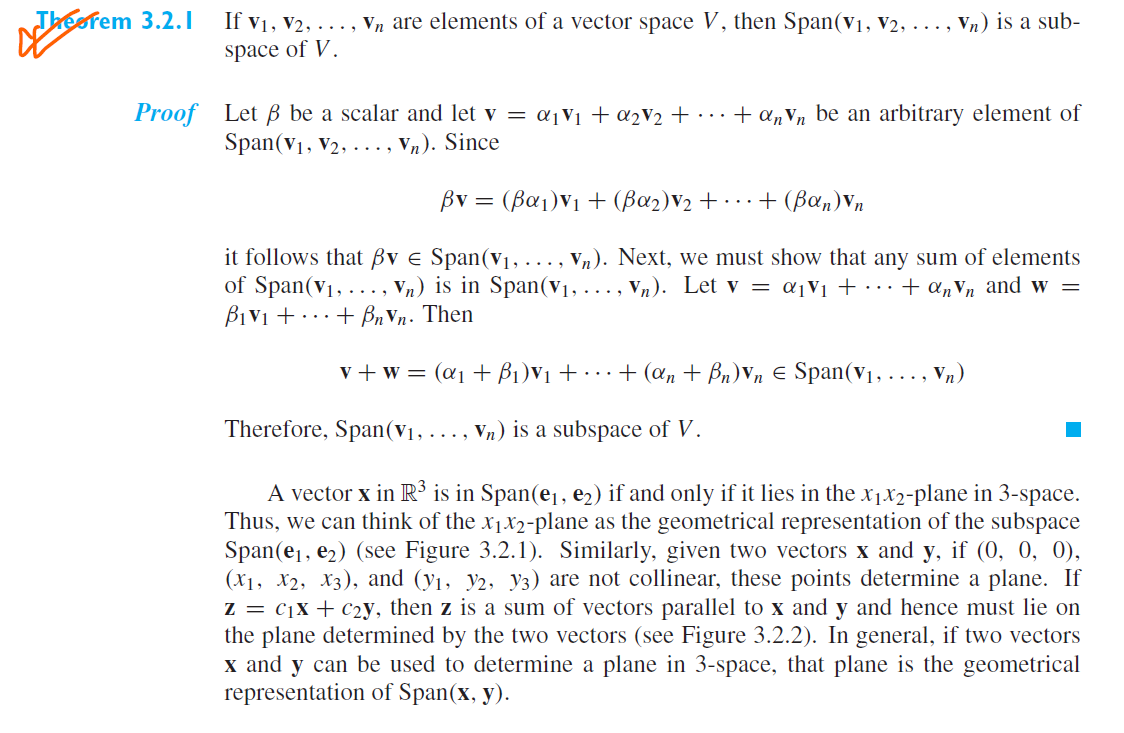 Theorem 3.2.1 If v₁, v₂, . . . , vₙ are elements of a vector space V, then Span(v₁, v₂, . . . , vₙ) is a sub-
space of V.
Proof Let β be a scalar and let v = α₁v₁ + α₂v₂ + · · · + αₙvₙ be an arbitrary element of
Span(v₁, v₂, . . . , vₙ). Since
βv = (βα₁)v₁ + (βα₂)v₂ + · · · + (βαₙ)vₙ
it follows that βv ∈ Span(v₁, . . . , vₙ). Next, we must show that any sum of elements
of Span(v₁, . . . , vₙ) is in Span(v₁, . . . , vₙ). Let v = α₁v₁ + · · · + αₙvₙ and w =
β₁v₁ + · · · + βₙvₙ. Then
v + w = (α₁ + β₁)v₁ + · · · + (αₙ + βₙ)vₙ ∈ Span(v₁, . . . , vₙ)
Therefore, Span(v₁, . . . , vₙ) is a subspace of V.
A vector x in ℝ³ is in Span(e₁, e₂) if and only if it lies in the x₁x₂-plane in 3-space.
Thus, we can think of the x₁x₂-plane as the geometrical representation of the subspace
Span(e₁, e₂) (see Figure 3.2.1). Similarly, given two vectors x and y, if (0, 0, 0),
(x₁, x₂, x₃), and (y₁, y₂, y₃) are not collinear, these points determine a plane. If
z = c₁x + c₂y, then z is a sum of vectors parallel to x and y and hence must lie on
the plane determined by the two vectors (see Figure 3.2.2). In general, if two vectors
x and y can be used to determine a plane in 3-space, that plane is the geometrical
representation of Span(x, y).